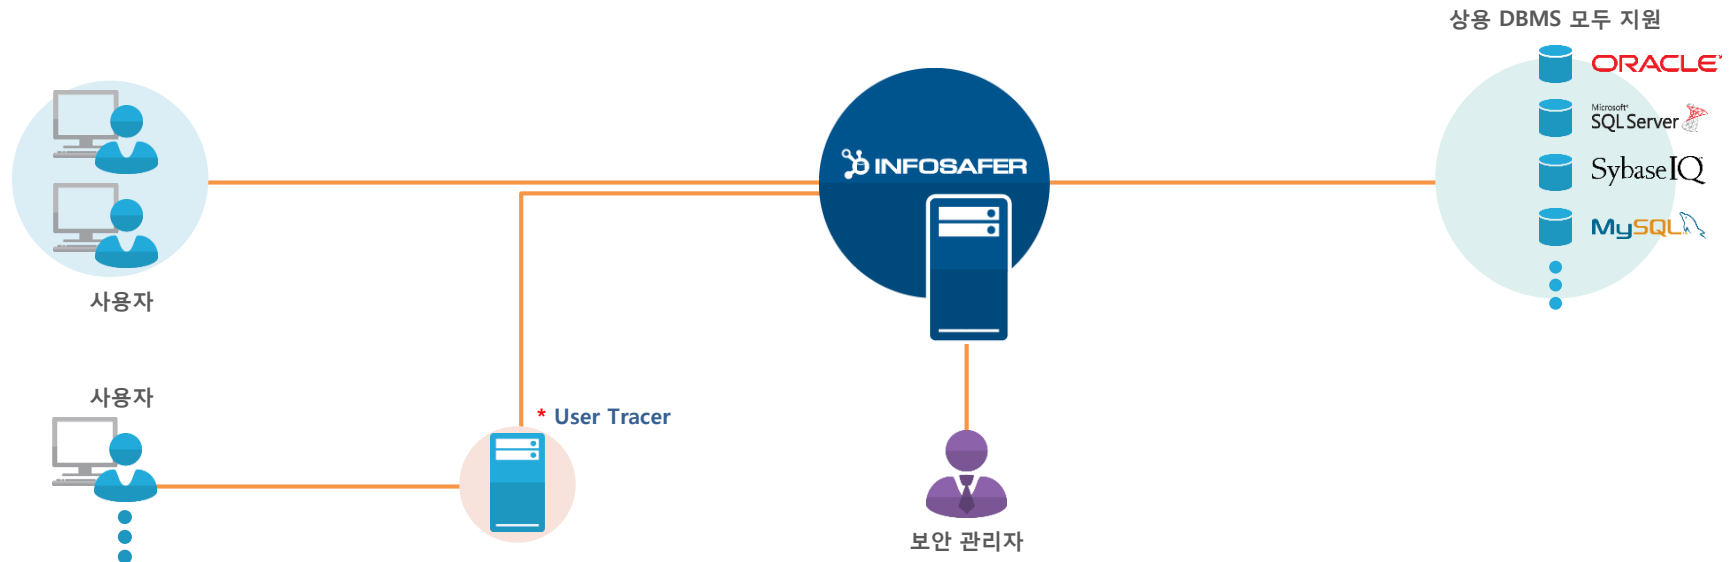 상용 DBMS 모두 지원
ORACLE
Microsoft
SQL Server
Sybase IQ
MySQL
INFOSAFER
사용자
사용자
* User Tracer
보안 관리자